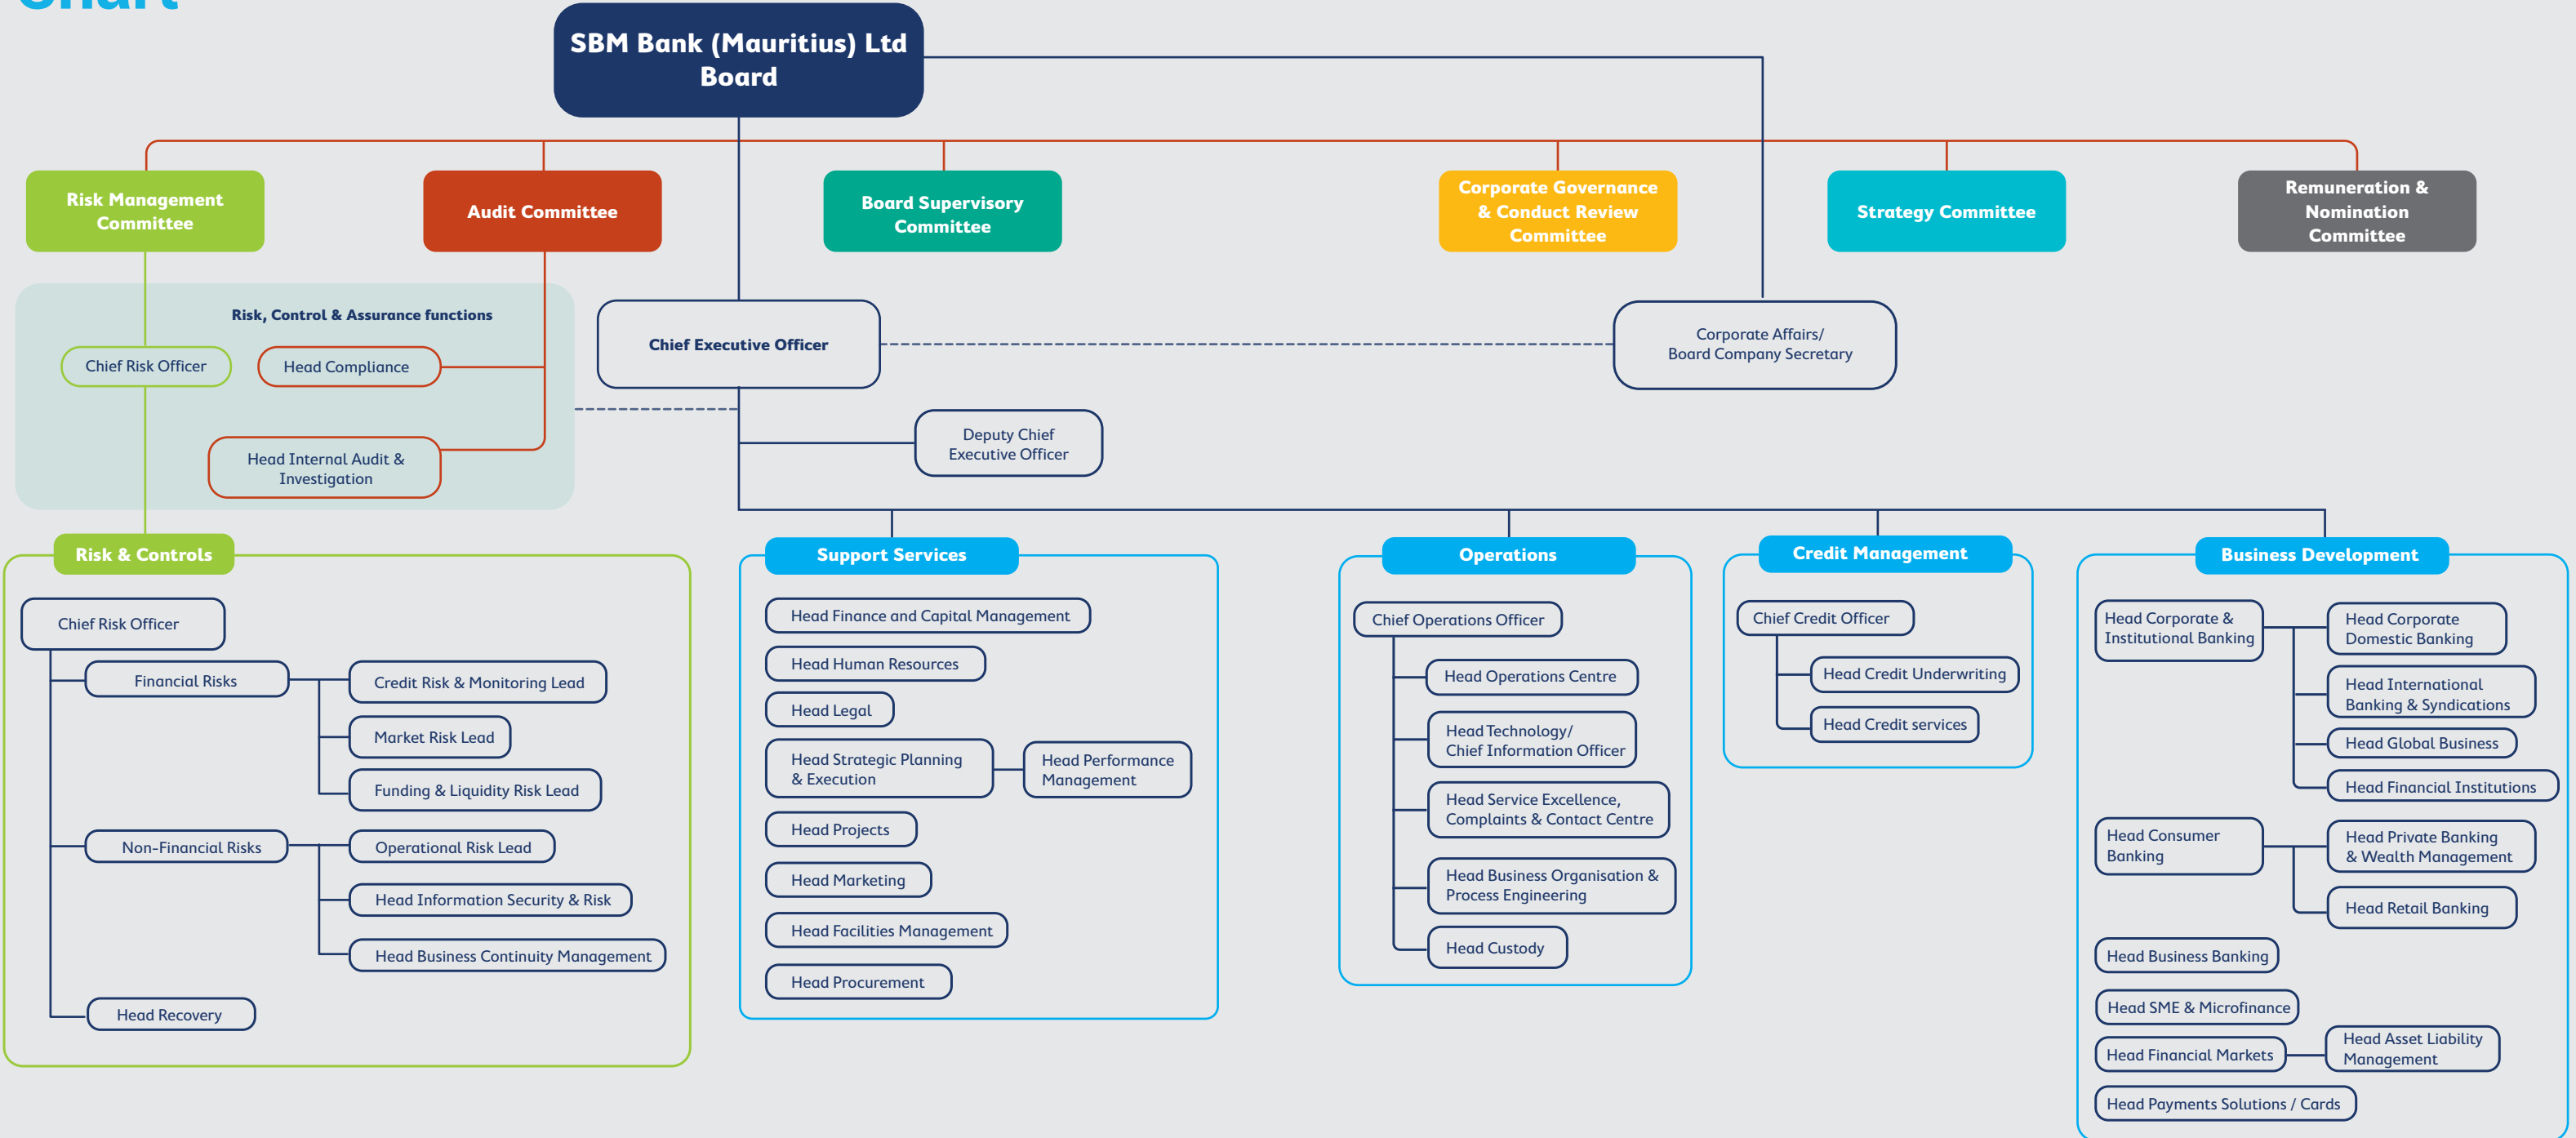 Chart
SBM Bank (Mauritius) Ltd
Board
Risk Management
Committee
Audit Committee
Board Supervisory
Committee
Corporate Governance
& Conduct Review
Committee
Strategy Committee
Remuneration &
Nomination
Committee
Risk, Control & Assurance functions
Chief Risk Officer
Head Compliance
Head Internal Audit &
Investigation
Chief Executive Officer
Corporate Affairs/
Board Company Secretary
Deputy Chief
Executive Officer
Risk & Controls
Chief Risk Officer
Financial Risks
Credit Risk & Monitoring Lead
Market Risk Lead
Funding & Liquidity Risk Lead
Non-Financial Risks
Operational Risk Lead
Head Information Security & Risk
Head Business Continuity Management
Head Recovery
Support Services
Head Finance and Capital Management
Head Human Resources
Head Legal
Head Strategic Planning
& Execution
Head Performance
Management
Head Projects
Head Marketing
Head Facilities Management
Head Procurement
Operations
Chief Operations Officer
Head Operations Centre
Head Technology/
Chief Information Officer
Head Service Excellence,
Complaints & Contact Centre
Head Business Organisation &
Process Engineering
Head Custody
Credit Management
Chief Credit Officer
Head Credit Underwriting
Head Credit services
Business Development
Head Corporate &
Institutional Banking
Head Corporate
Domestic Banking
Head International
Banking & Syndications
Head Global Business
Head Financial Institutions
Head Consumer
Banking
Head Private Banking
& Wealth Management
Head Retail Banking
Head Business Banking
Head SME & Microfinance
Head Financial Markets
Head Asset Liability
Management
Head Payments Solutions / Cards